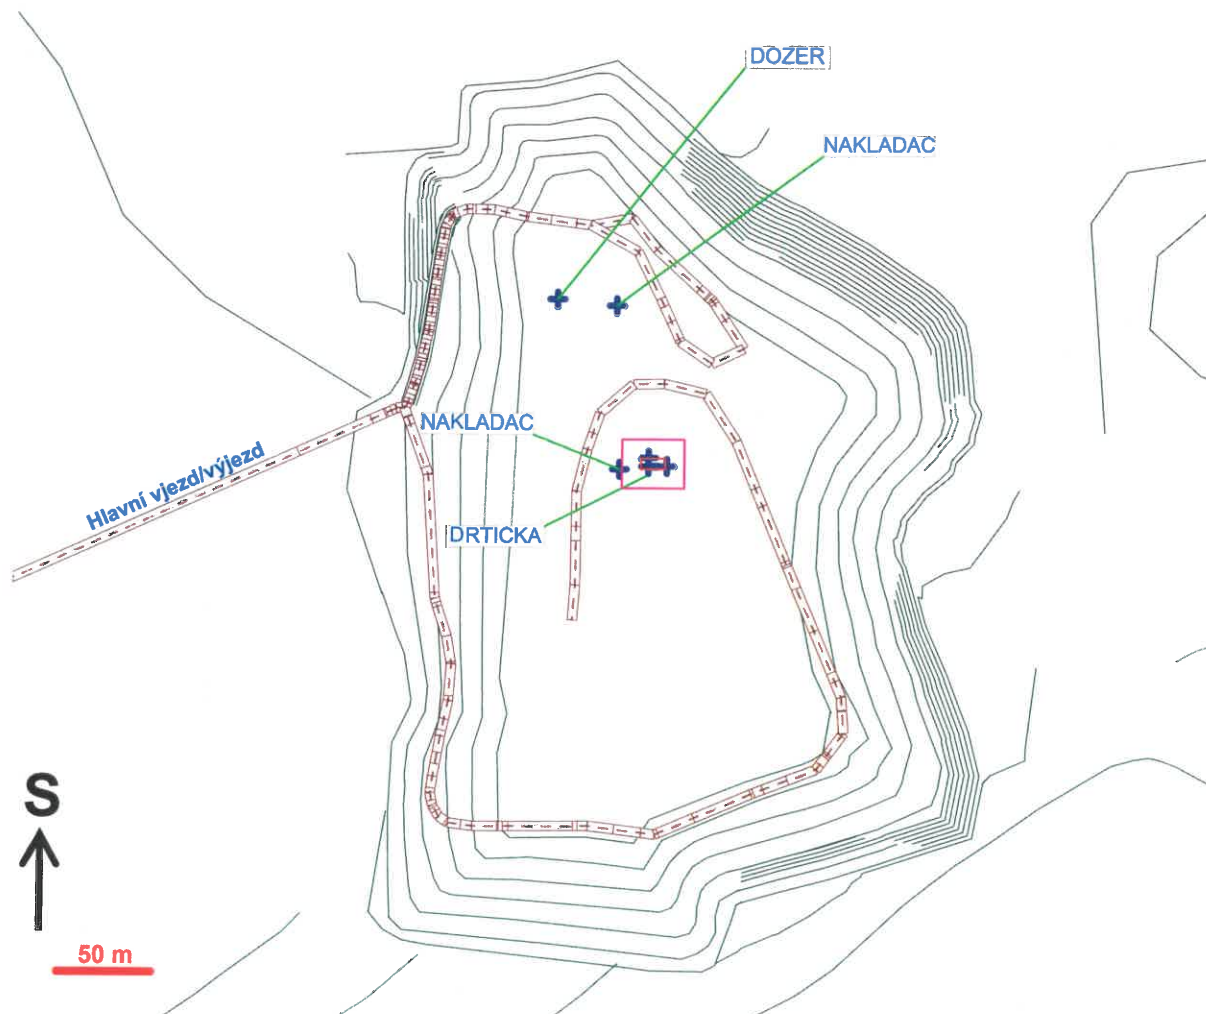 DOZER
NAKLADAC
NAKLADAC
Hlavní vjezd/výjezd
DRTICKA
S
50 m